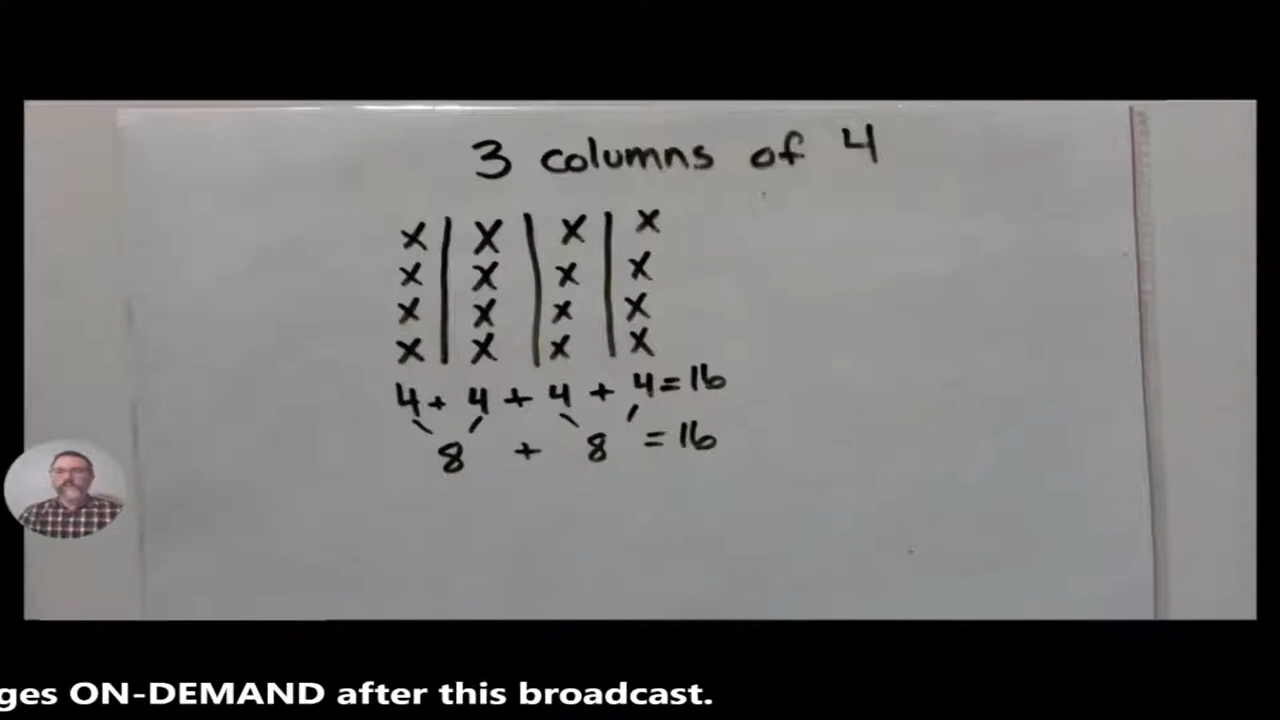 3 columns of 4
x | x | x | x
x | x | x | x
x | x | x | x
x | x | x | x
4 + 4 + 4 + 4 = 16
8 + 8 = 16
ges ON-DEMAND after this broadcast.